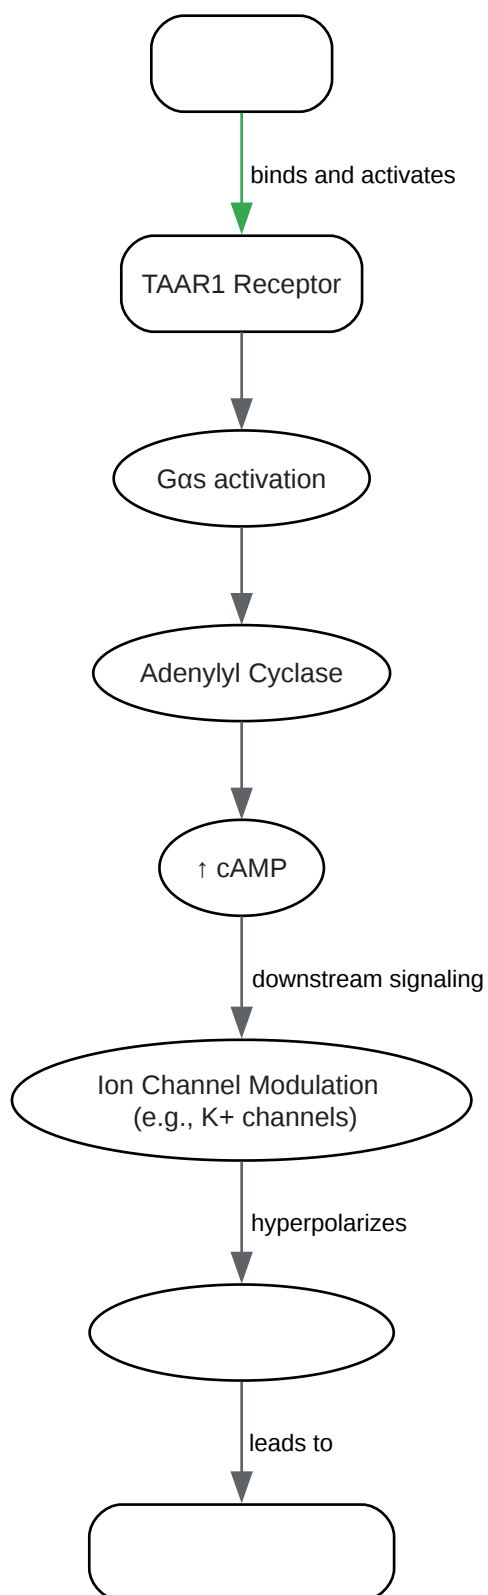 binds and activates
TAAR1 Receptor
Gαs activation
Adenylyl Cyclase
↑ cAMP
downstream signaling
Ion Channel Modulation
(e.g., K+ channels)
hyperpolarizes
leads to